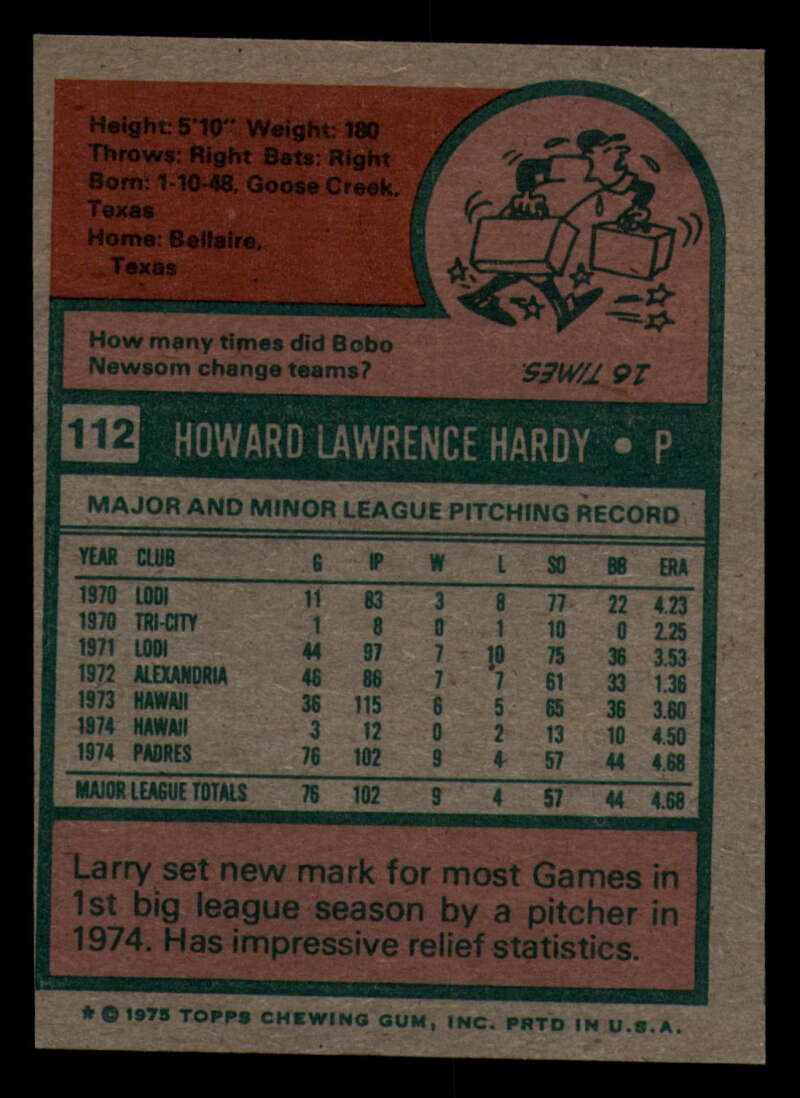 Height: 5'10" Weight: 180
Throws: Right Bats: Right
Born: 1-10-48, Goose Creek,
Texas
Home: Bellaire,
Texas
How many times did Bobo
Newsom change teams?
16 TIMES.
112 HOWARD LAWRENCE HARDY • P
MAJOR AND MINOR LEAGUE PITCHING RECORD
YEAR CLUB G IP W L SO BB ERA
1970 LODI 11 83 3 8 77 22 4.23
1970 TRI-CITY 1 8 0 1 10 0 2.25
1971 LODI 44 97 7 10 75 36 3.53
1972 ALEXANDRIA 46 86 7 7 61 33 1.36
1973 HAWAII 36 115 6 5 65 36 3.60
1974 HAWAII 3 12 0 2 13 10 4.50
1974 PADRES 76 102 9 4 57 44 4.68
MAJOR LEAGUE TOTALS 76 102 9 4 57 44 4.68
Larry set new mark for most Games in
1st big league season by a pitcher in
1974. Has impressive relief statistics.
* © 1975 TOPPS CHEWING GUM, INC. PRTD IN U.S.A.